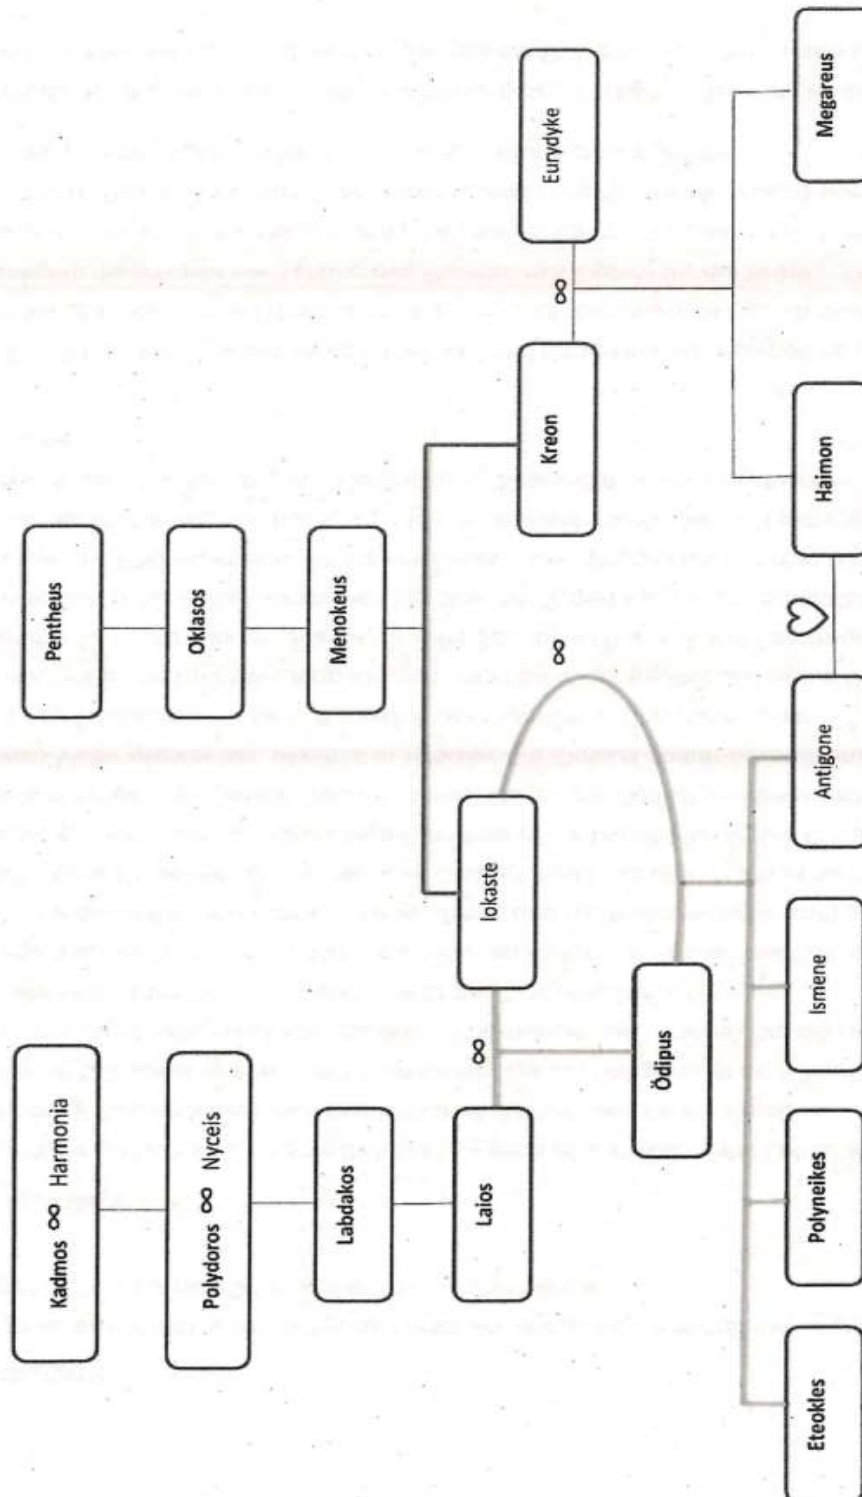 Kadmos ∞ Harmonia
Pentheus
Polydoros ∞ Nyceis
Oklasos
Labdakos
Menokeus
Laios
∞
Iokaste
Kreon
∞
Eurydyke
∞
Ödipus
Eteokles
Polyneikes
Ismene
Antigone
Haimon
Megareus